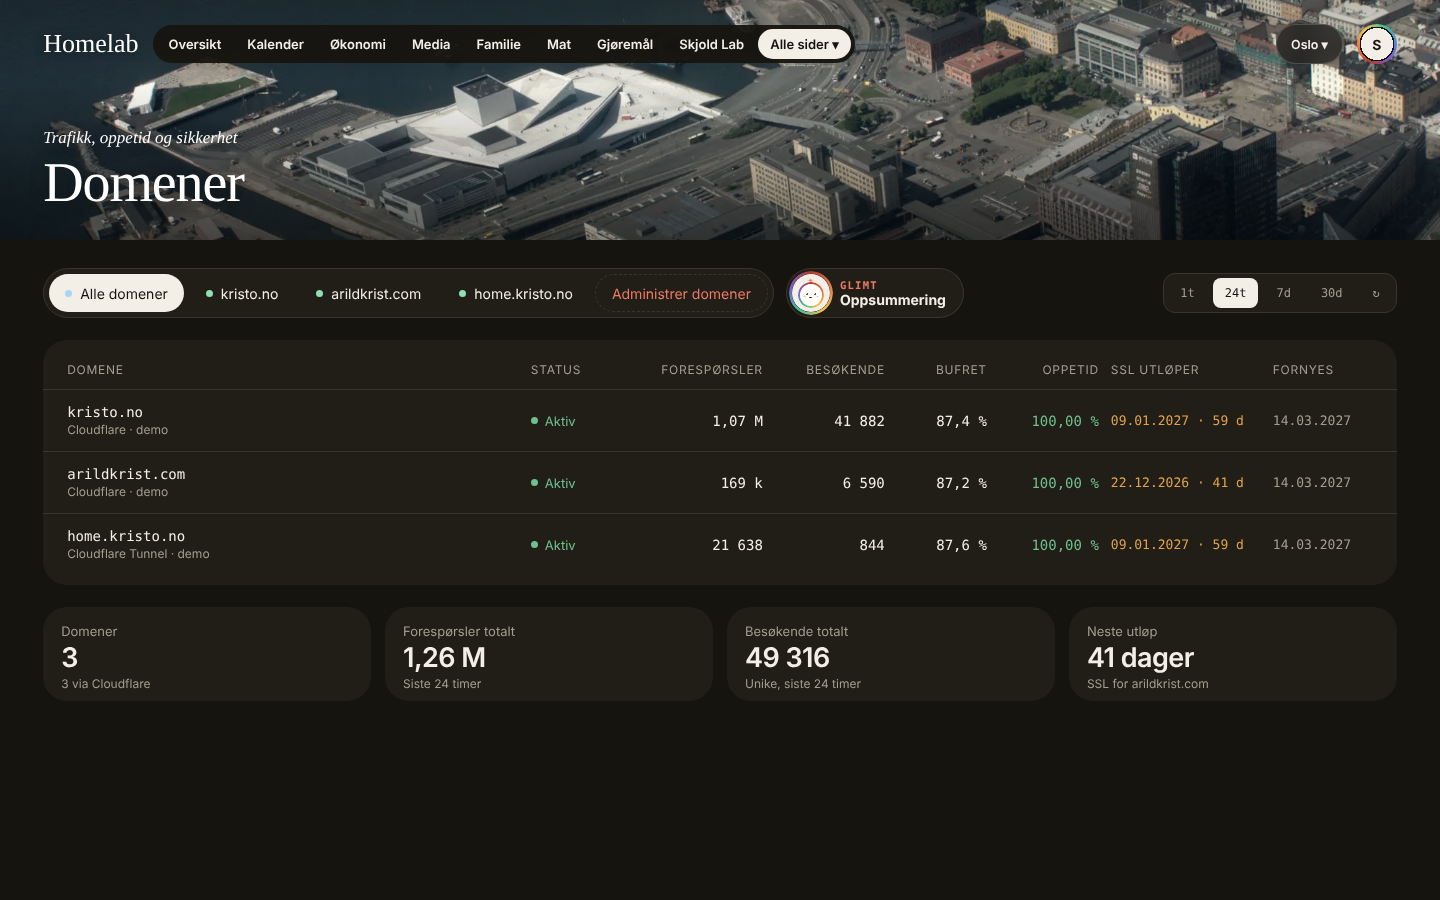 Homelab
Oversikt Kalender Økonomi Media Familie Mat Gjøremål Skjold Lab Alle sider ▾
Oslo ▾
S
Trafikk, oppetid og sikkerhet
Domener
Alle domener kristo.no arildkrist.com home.kristo.no Administrer domener
GLIMT
Oppsummering
1t 24t 7d 30d ↻
DOMENE STATUS FORESPØRSLER BESØKENDE BUFRET OPPETID SSL UTLØPER FORNYES
kristo.no
Cloudflare · demo
Aktiv 1,07 M 41 882 87,4 % 100,00 % 09.01.2027 · 59 d 14.03.2027
arildkrist.com
Cloudflare · demo
Aktiv 169 k 6 590 87,2 % 100,00 % 22.12.2026 · 41 d 14.03.2027
home.kristo.no
Cloudflare Tunnel · demo
Aktiv 21 638 844 87,6 % 100,00 % 09.01.2027 · 59 d 14.03.2027
Domener
3
3 via Cloudflare
Forespørsler totalt
1,26 M
Siste 24 timer
Besøkende totalt
49 316
Unike, siste 24 timer
Neste utløp
41 dager
SSL for arildkrist.com